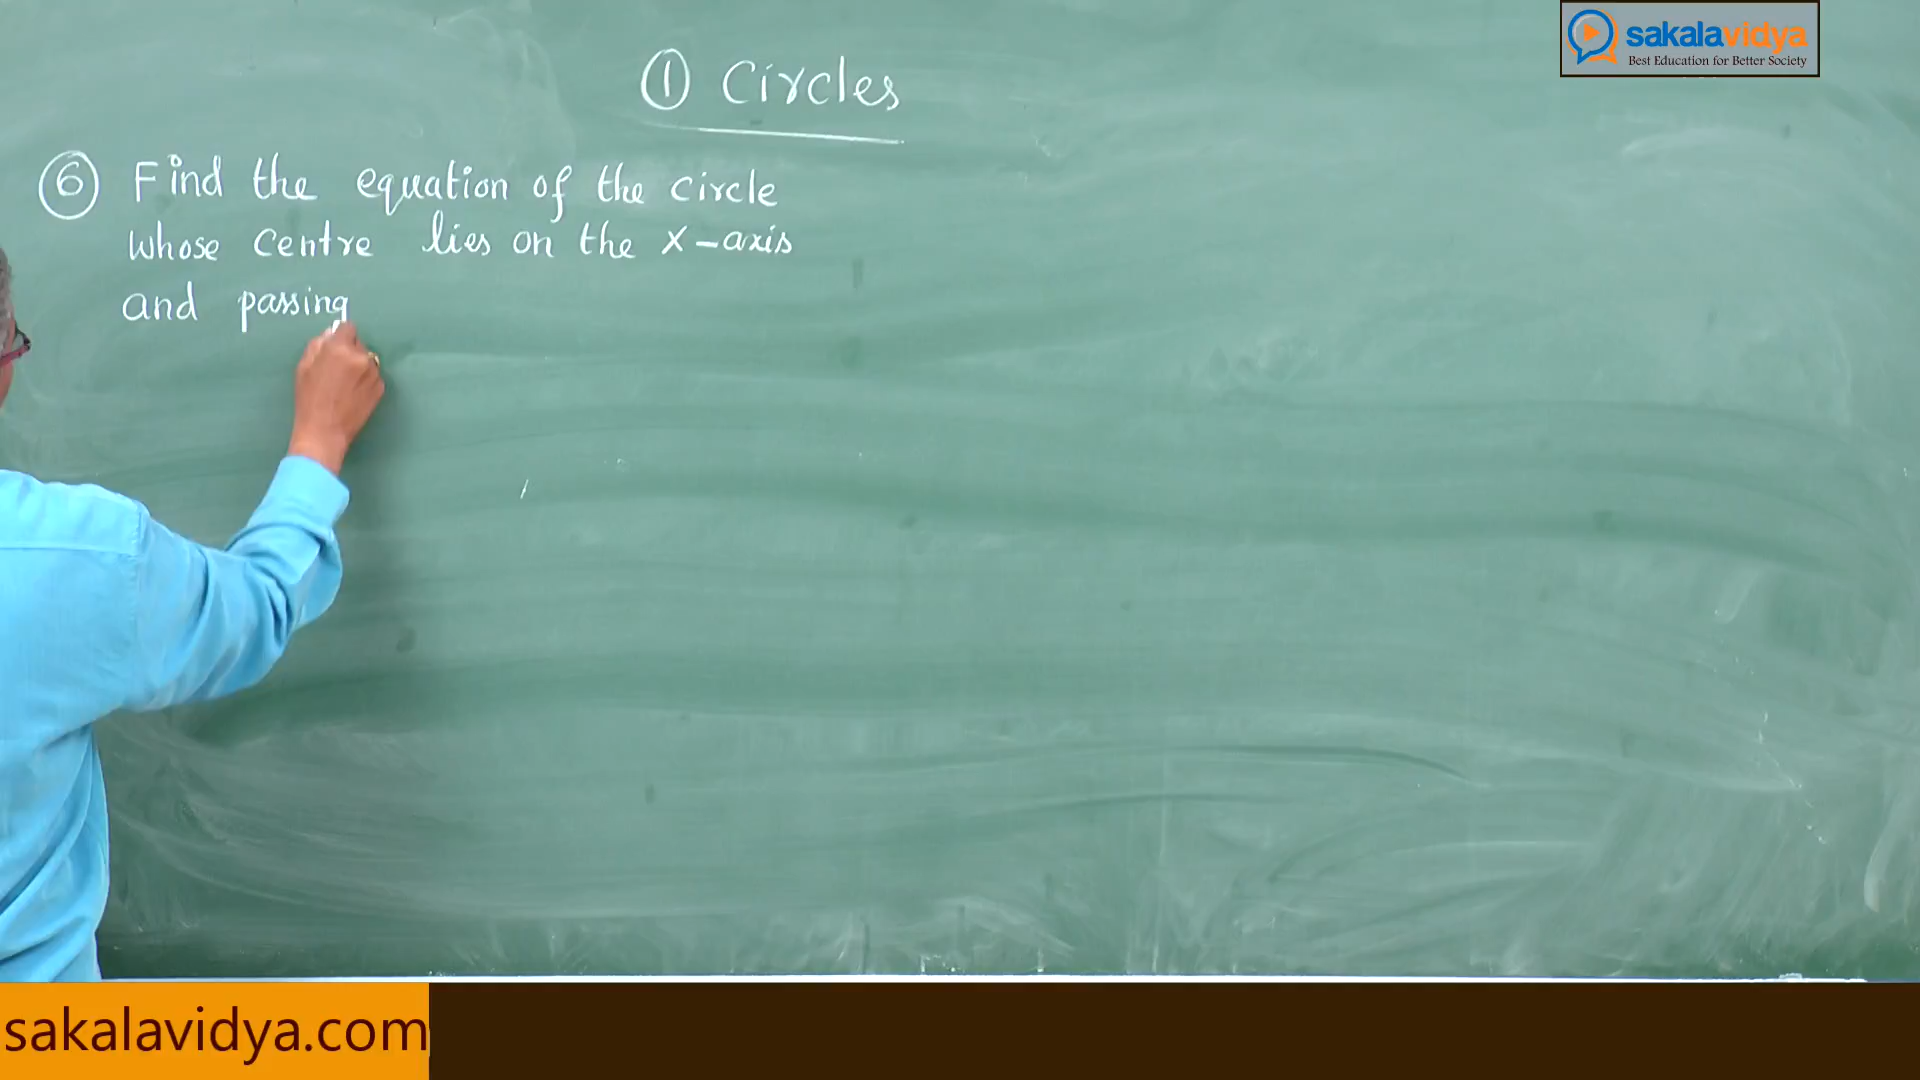 sakalavidya
Best Education for Better Society
① Circles
⑥ Find the equation of the circle
whose centre lies on the X-axis
and passing
sakalavidya.com